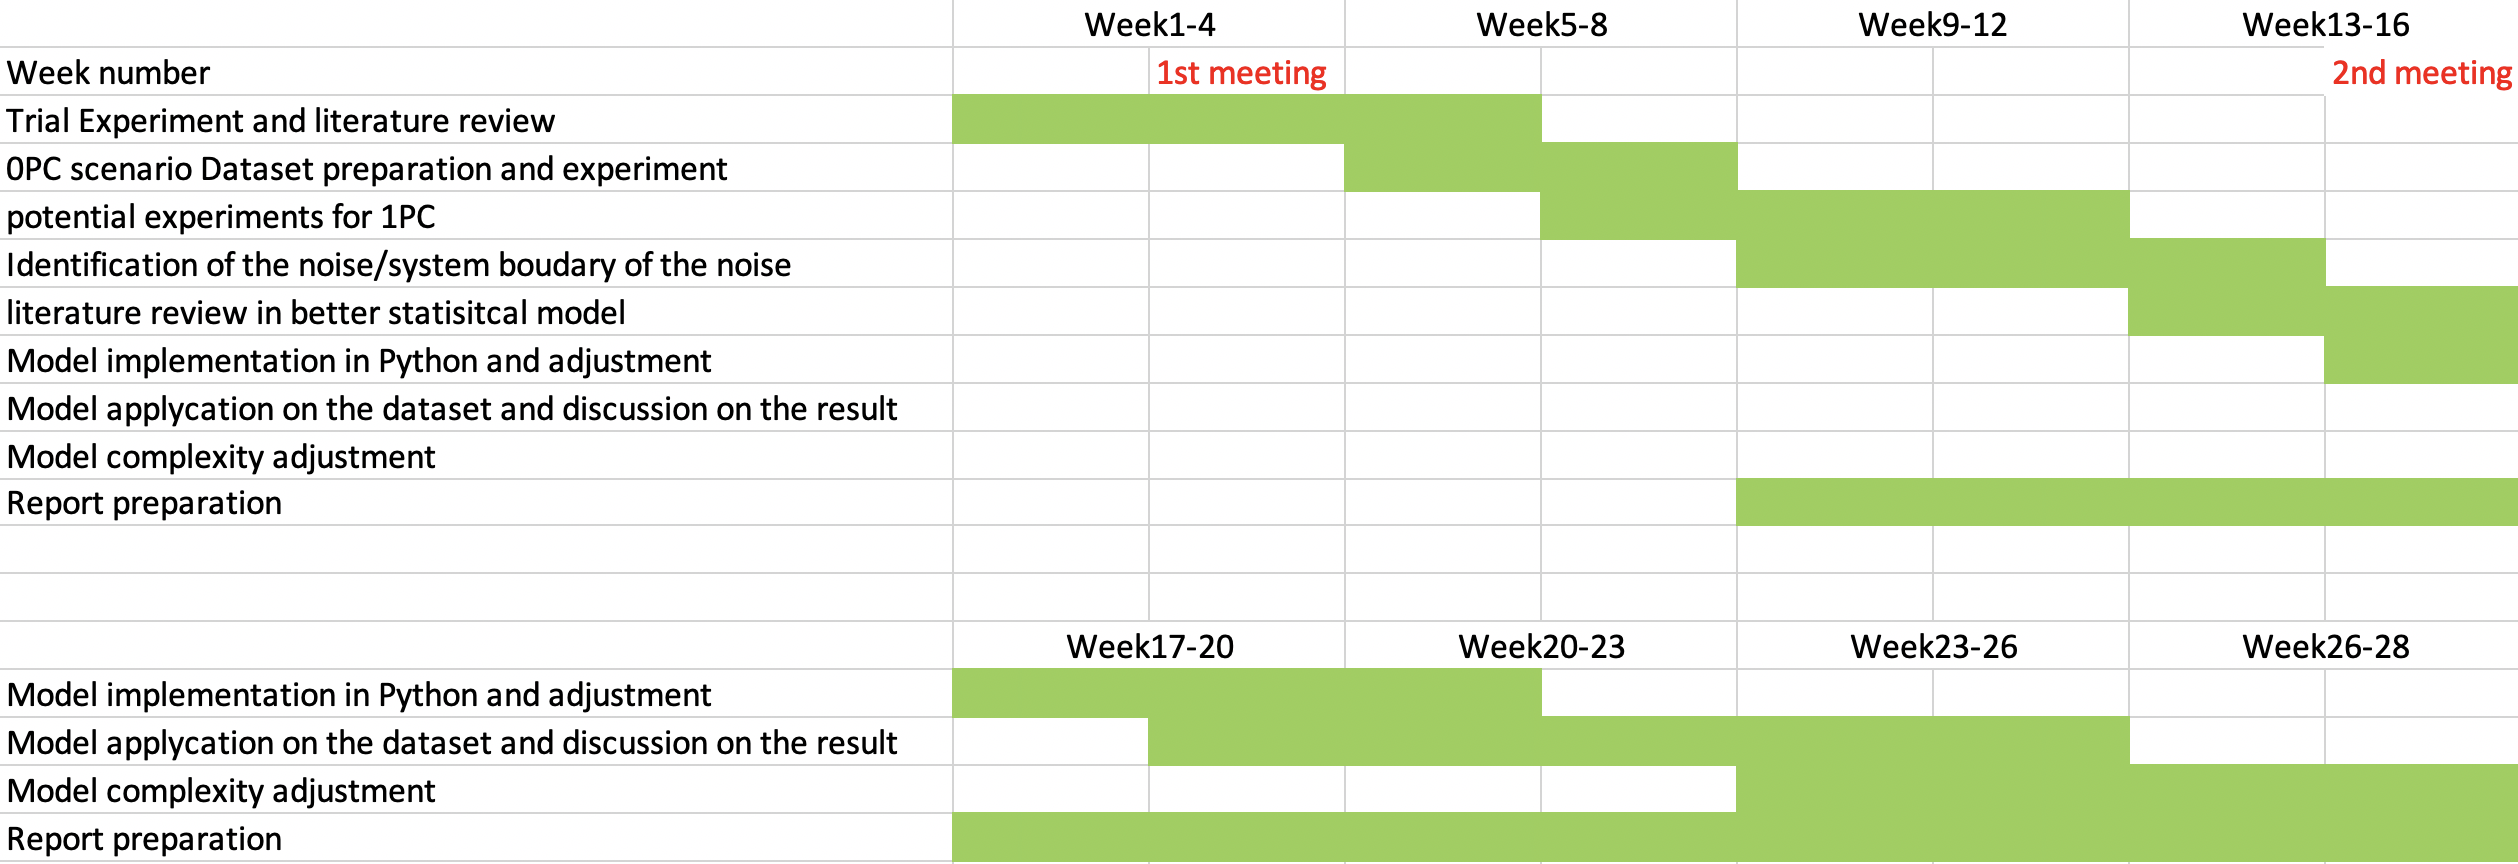 Week1-4 Week5-8 Week9-12 Week13-16
Week number 1st meeting 2nd meeting
Trial Experiment and literature review
0PC scenario Dataset preparation and experiment
potential experiments for 1PC
Identification of the noise/system boudary of the noise
literature review in better statisitcal model
Model implementation in Python and adjustment
Model applycation on the dataset and discussion on the result
Model complexity adjustment
Report preparation
Week17-20 Week20-23 Week23-26 Week26-28
Model implementation in Python and adjustment
Model applycation on the dataset and discussion on the result
Model complexity adjustment
Report preparation